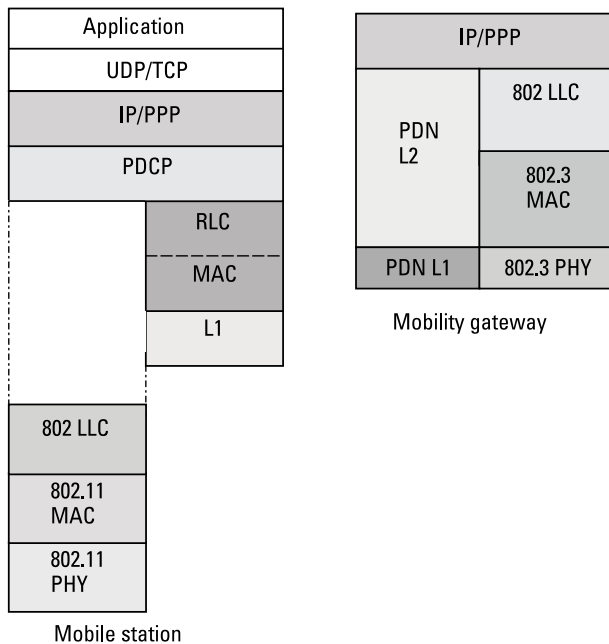 Application
UDP/TCP
IP/PPP
PDCP
RLC
MAC
L1
802 LLC
802.11
MAC
802.11
PHY
Mobile station
IP/PPP
PDN
L2
802 LLC
802.3
MAC
PDN L1
802.3 PHY
Mobility gateway